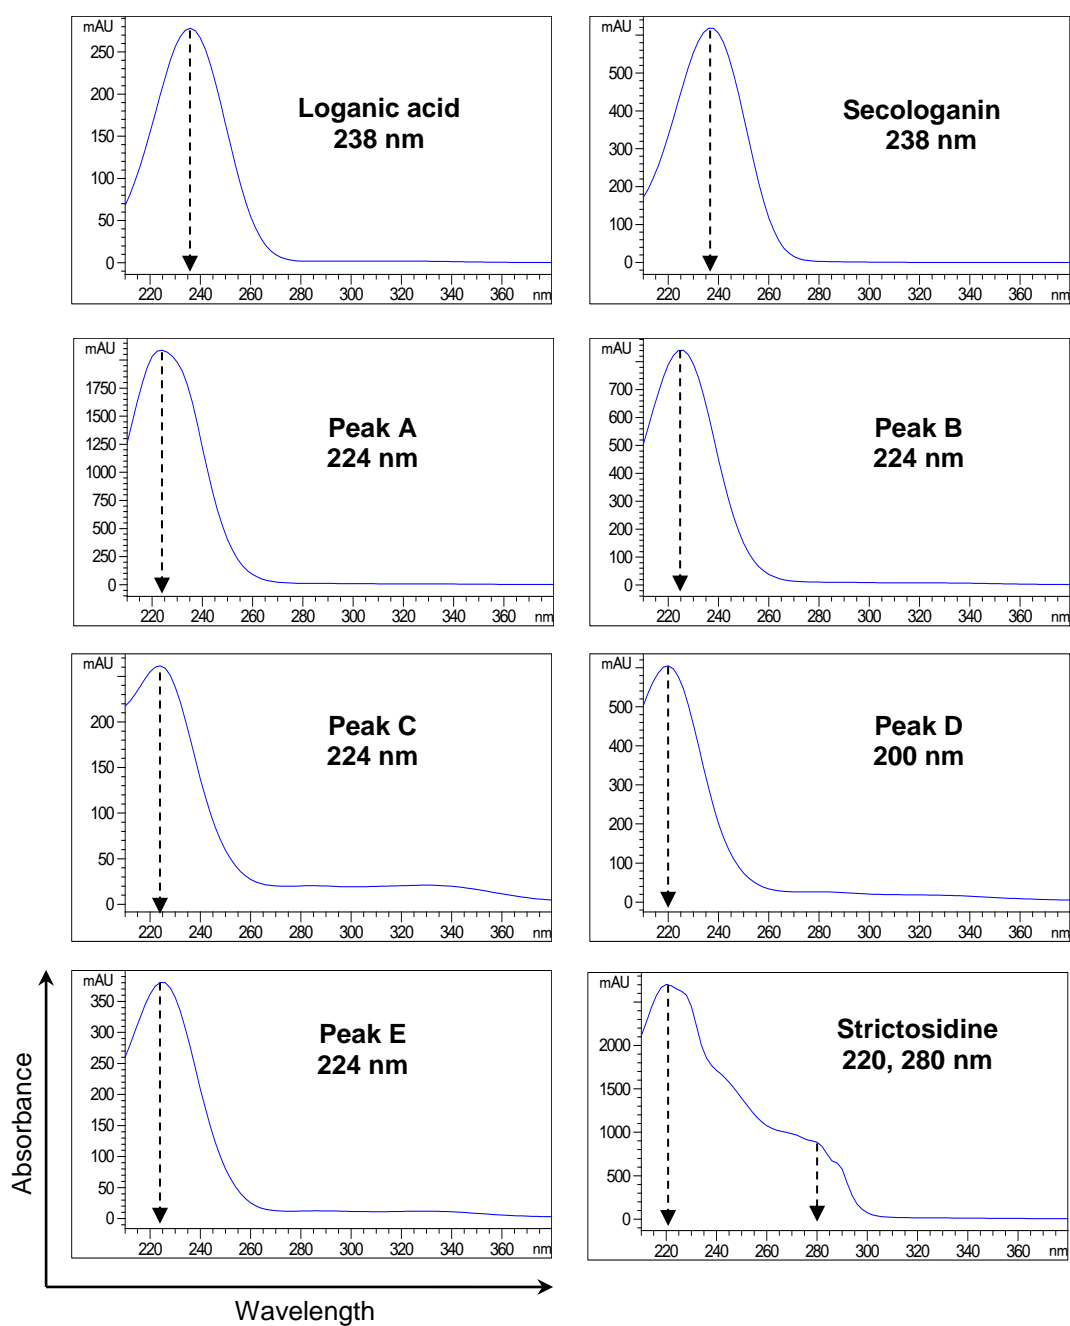 mAU
250
200
150
100
50
0
220 240 260 280 300 320 340 360 nm
Loganic acid
238 nm
mAU
500
400
300
200
100
0
220 240 260 280 300 320 340 360 nm
Secologanin
238 nm
mAU
1750
1500
1250
1000
750
500
250
0
220 240 260 280 300 320 340 360 nm
Peak A
224 nm
mAU
700
600
500
400
300
200
100
0
220 240 260 280 300 320 340 360 nm
Peak B
224 nm
mAU
200
150
100
50
0
220 240 260 280 300 320 340 360 nm
Peak C
224 nm
mAU
500
400
300
200
100
0
220 240 260 280 300 320 340 360 nm
Peak D
200 nm
mAU
350
300
250
200
150
100
50
0
220 240 260 280 300 320 340 360 nm
Peak E
224 nm
mAU
2000
1500
1000
500
0
220 240 260 280 300 320 340 360 nm
Strictosidine
220, 280 nm
Absorbance
Wavelength